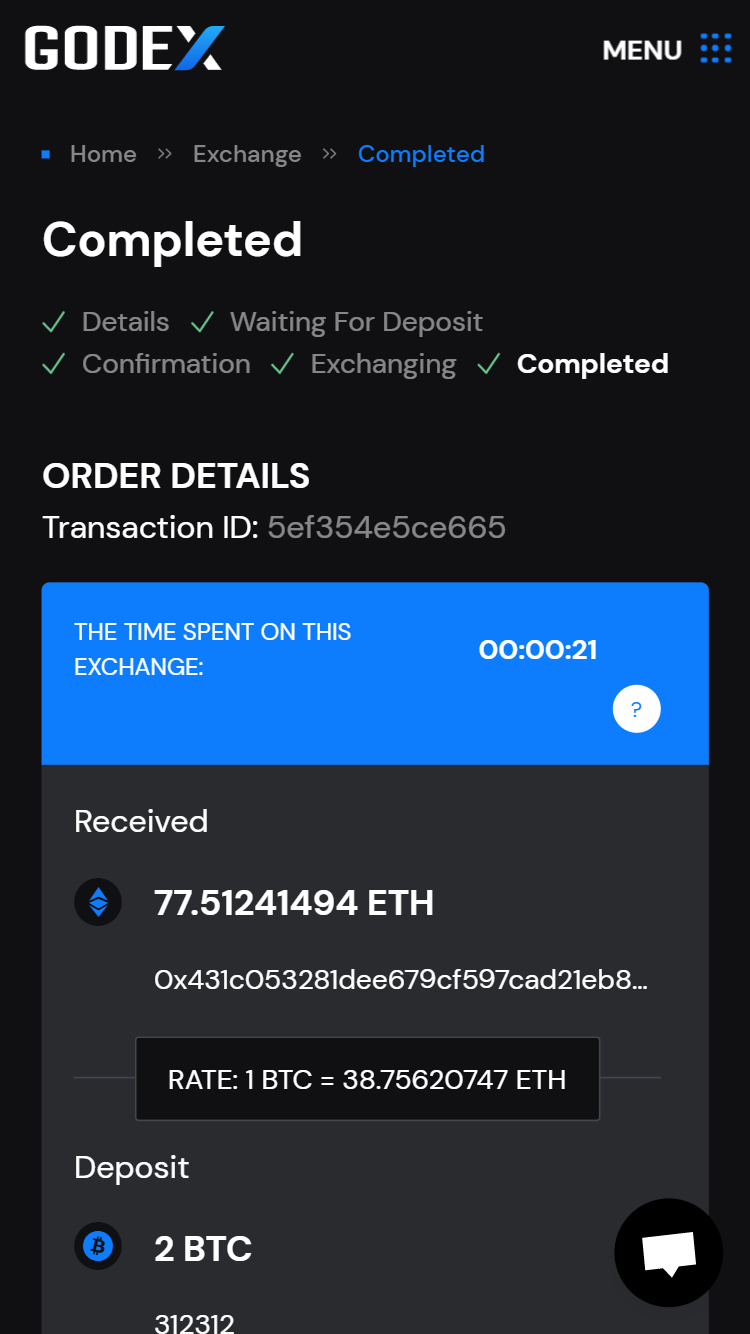 GODEX
MENU
Home » Exchange » Completed
Completed
Details Waiting For Deposit
Confirmation Exchanging Completed
ORDER DETAILS
Transaction ID: 5ef354e5ce665
THE TIME SPENT ON THIS
EXCHANGE:
00:00:21
?
Received
77.51241494 ETH
0x431c053281dee679cf597cad21eb8...
RATE: 1 BTC = 38.75620747 ETH
Deposit
2 BTC
312312